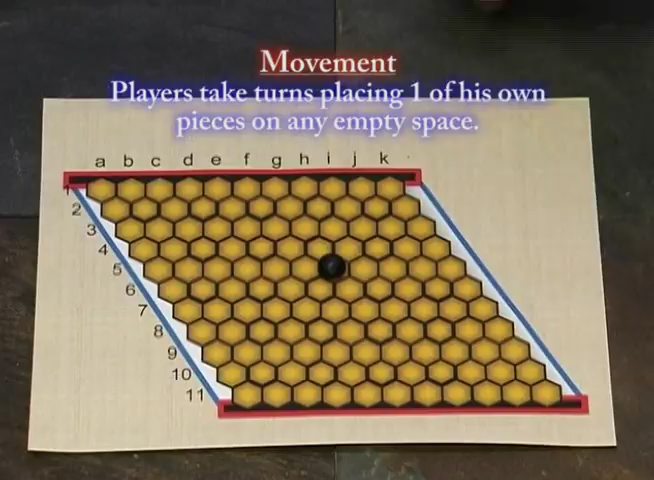 Movement
Players take turns placing 1 of his own
pieces on any empty space.
a b c d e f g h i j k
1
2
3
4
5
6
7
8
9
10
11